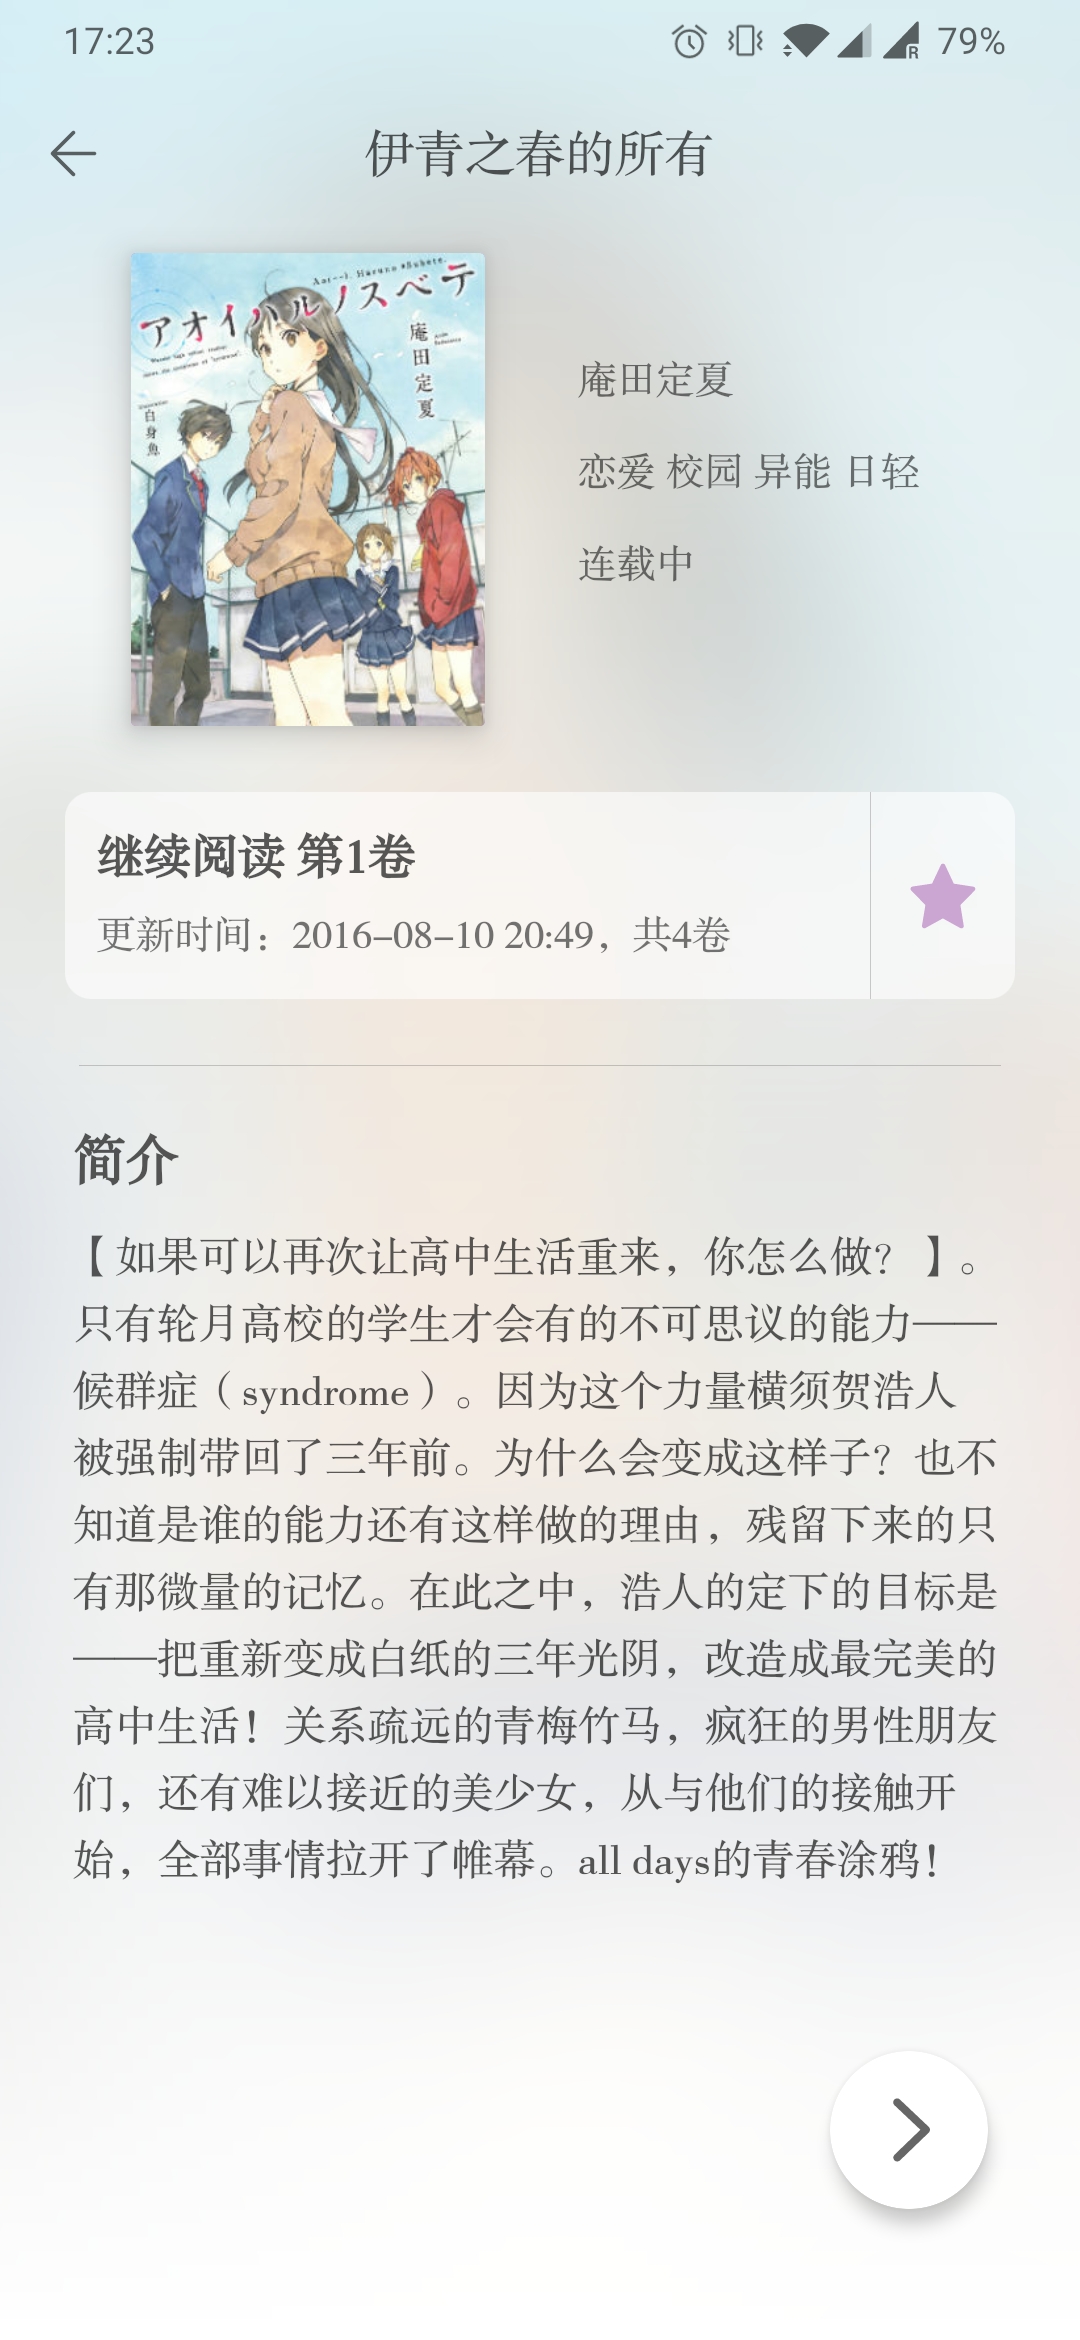 17:23
R 79%
伊青之春的所有
アオイハルノスベテ
庵田定夏
白身魚
庵田定夏
恋爱 校园 异能 日轻
连载中
继续阅读 第1卷
更新时间：2016-08-10 20:49，共4卷
简介
【如果可以再次让高中生活重来，你怎么做？】。
只有轮月高校的学生才会有的不可思议的能力——
候群症（syndrome）。因为这个力量横须贺浩人
被强制带回了三年前。为什么会变成这样子？也不
知道是谁的能力还有这样做的理由，残留下来的只
有那微量的记忆。在此之中，浩人的定下的目标是
——把重新变成白纸的三年光阴，改造成最完美的
高中生活！关系疏远的青梅竹马，疯狂的男性朋友
们，还有难以接近的美少女，从与他们的接触开
始，全部事情拉开了帷幕。all days的青春涂鸦！